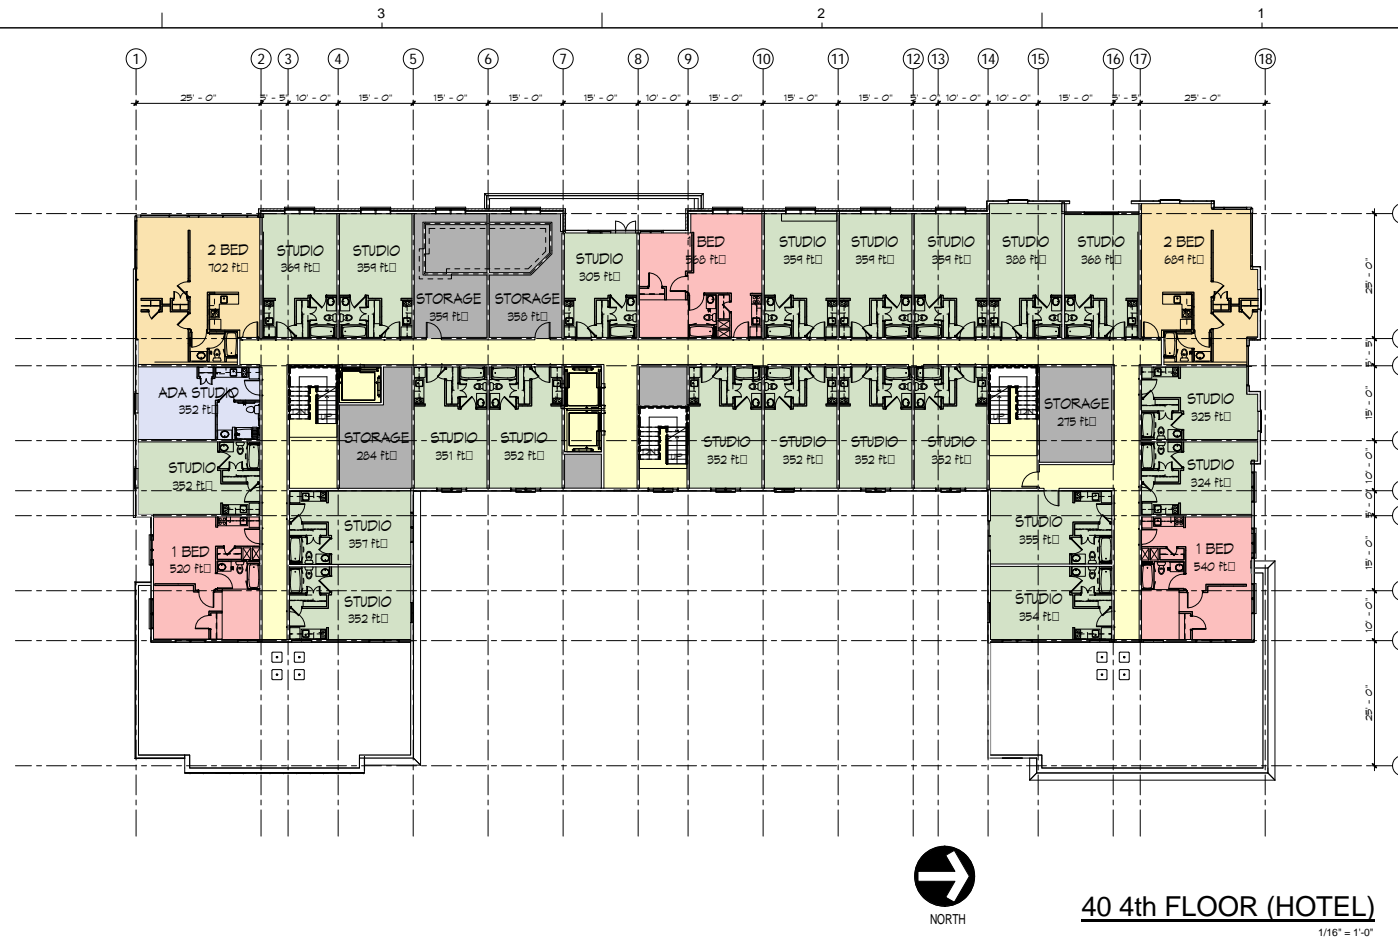 3 2 1
1 2 3 4 5 6 7 8 9 10 11 12 13 14 15 16 17 18
25' - 0" 5' - 5" 10' - 0" 15' - 0" 15' - 0" 15' - 0" 15' - 0" 10' - 0" 15' - 0" 15' - 0" 15' - 0" 5' - 0" 10' - 0" 10' - 0" 15' - 0" 5' - 5" 25' - 0"
2 BED
702 ft□
STUDIO
369 ft□
STUDIO
359 ft□
STORAGE
359 ft□
STORAGE
358 ft□
STUDIO
305 ft□
BED
568 ft□
STUDIO
359 ft□
STUDIO
359 ft□
STUDIO
359 ft□
STUDIO
388 ft□
STUDIO
368 ft□
2 BED
689 ft□
25' - 0"
5' - 5"
ADA STUDIO
352 ft□
STORAGE
284 ft□
STUDIO
351 ft□
STUDIO
352 ft□
STUDIO
352 ft□
STUDIO
352 ft□
STUDIO
352 ft□
STUDIO
352 ft□
STORAGE
275 ft□
STUDIO
325 ft□
15' - 0"
STUDIO
352 ft□
STUDIO
324 ft□
10' - 0"
5' - 0"
1 BED
520 ft□
STUDIO
357 ft□
STUDIO
355 ft□
1 BED
540 ft□
15' - 0"
STUDIO
352 ft□
STUDIO
354 ft□
10' - 0"
25' - 0"
NORTH
40 4th FLOOR (HOTEL)
1/16" = 1'-0"